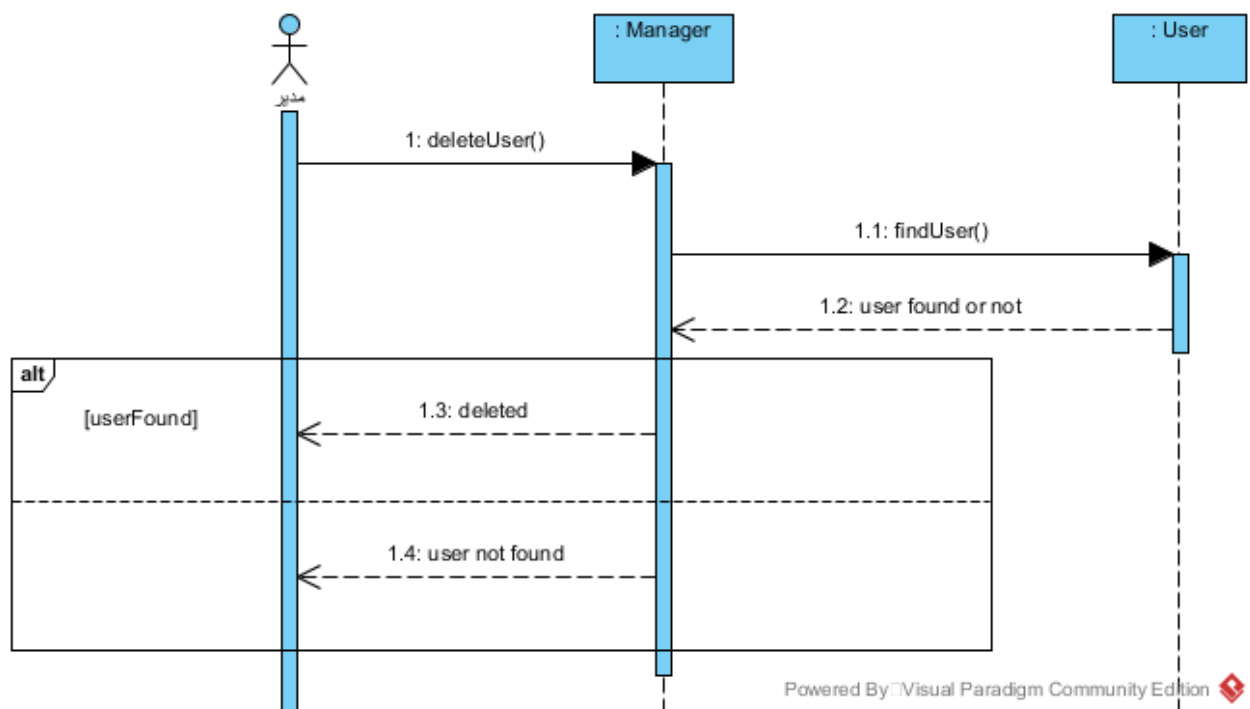 : Manager
: User
مدیر
1: deleteUser()
1.1: findUser()
1.2: user found or not
alt
[userFound]
1.3: deleted
1.4: user not found
Powered By Visual Paradigm Community Edition